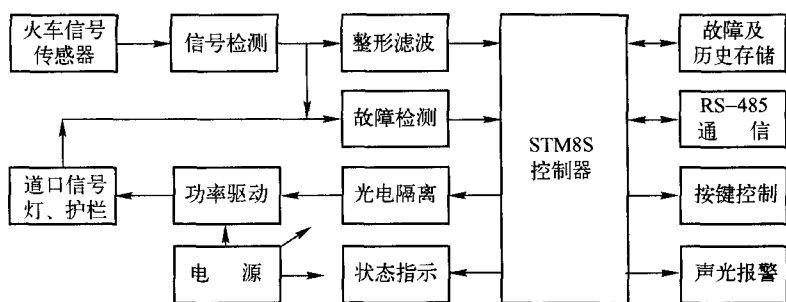 火车信号
传感器
信号检测
整形滤波
故障及
历史存储
故障检测
RS-485
通 信
STM8S
控制器
道口信号
灯、护栏
功率驱动
光电隔离
按键控制
电 源
状态指示
声光报警